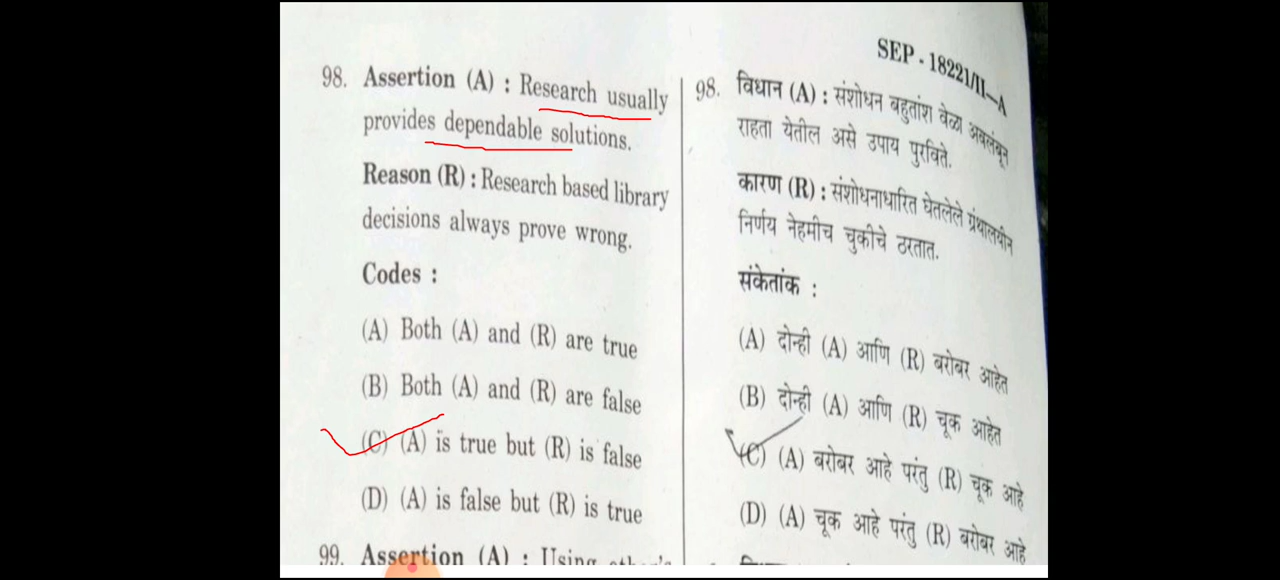 SEP - 18221/II—A
98. Assertion (A) : Research usually
provides dependable solutions.
Reason (R) : Research based library
decisions always prove wrong.
Codes :
(A) Both (A) and (R) are true
(B) Both (A) and (R) are false
(C) (A) is true but (R) is false
(D) (A) is false but (R) is true
99. Assertion (A) : Using other's
98. विधान (A) : संशोधन बहुतांश वेळा अवलंबून
राहता येतील असे उपाय पुरविते.
कारण (R) : संशोधनाधारित घेतलेले ग्रंथालयीन
निर्णय नेहमीच चुकीचे ठरतात.
संकेतांक :
(A) दोन्ही (A) आणि (R) बरोबर आहेत
(B) दोन्ही (A) आणि (R) चूक आहेत
(C) (A) बरोबर आहे परंतु (R) चूक आहे
(D) (A) चूक आहे परंतु (R) बरोबर आहे